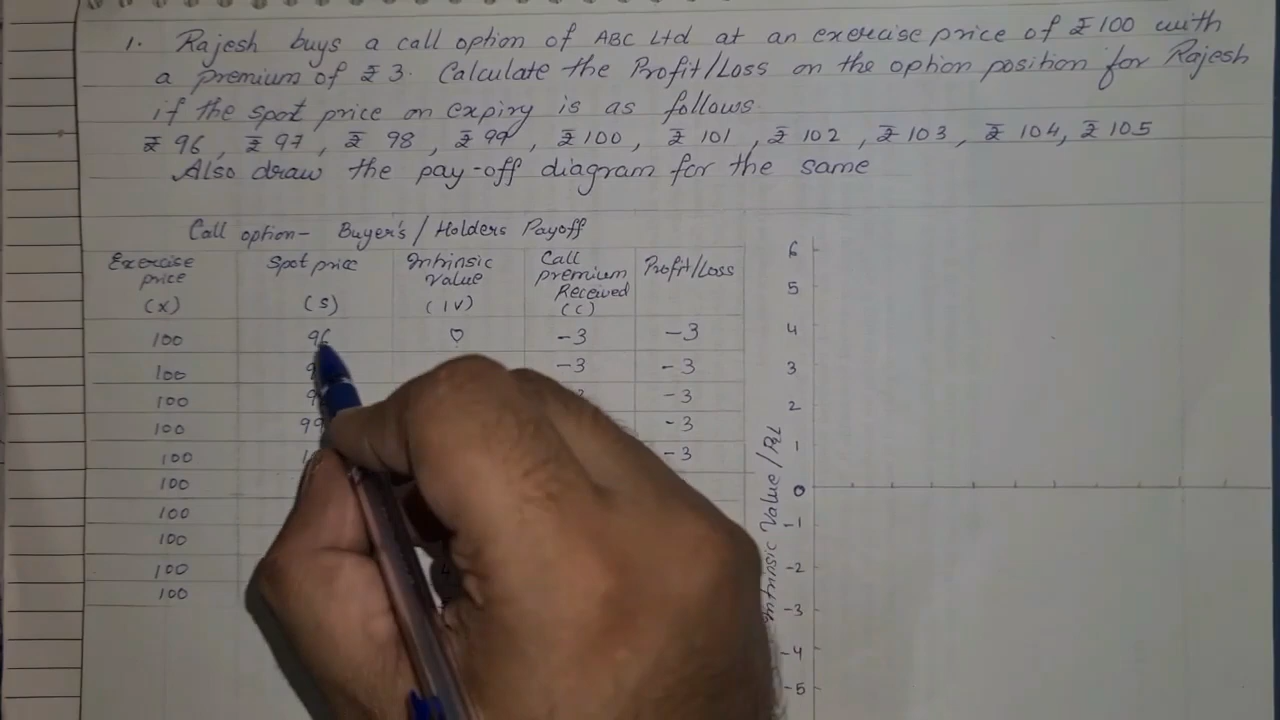 1. Rajesh buys a call option of ABC Ltd at an exercise price of ₹ 100 with
a premium of ₹ 3. Calculate the Profit/Loss on the option position for Rajesh
if the spot price on expiry is as follows
₹ 96, ₹ 97, ₹ 98, ₹ 99, ₹ 100, ₹ 101, ₹ 102, ₹ 103, ₹ 104, ₹ 105
Also draw the pay-off diagram for the same
Call option- Buyer's / Holders Payoff
Exercise price (x) Spot price (S) Intrinsic Value (IV) Call premium Received (C) Profit/Loss
100 96 0 -3 -3
100 -3 -3
100 -3
100 99 -3
100 -3
100
100
100
100
100
Intrinsic Value / P&L
6
5
4
3
2
1
0
-1
-2
-3
-4
-5